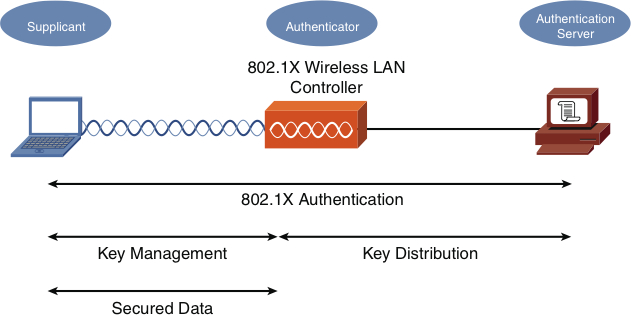 Supplicant
Authenticator
Authentication
Server
802.1X Wireless LAN
Controller
802.1X Authentication
Key Management
Key Distribution
Secured Data